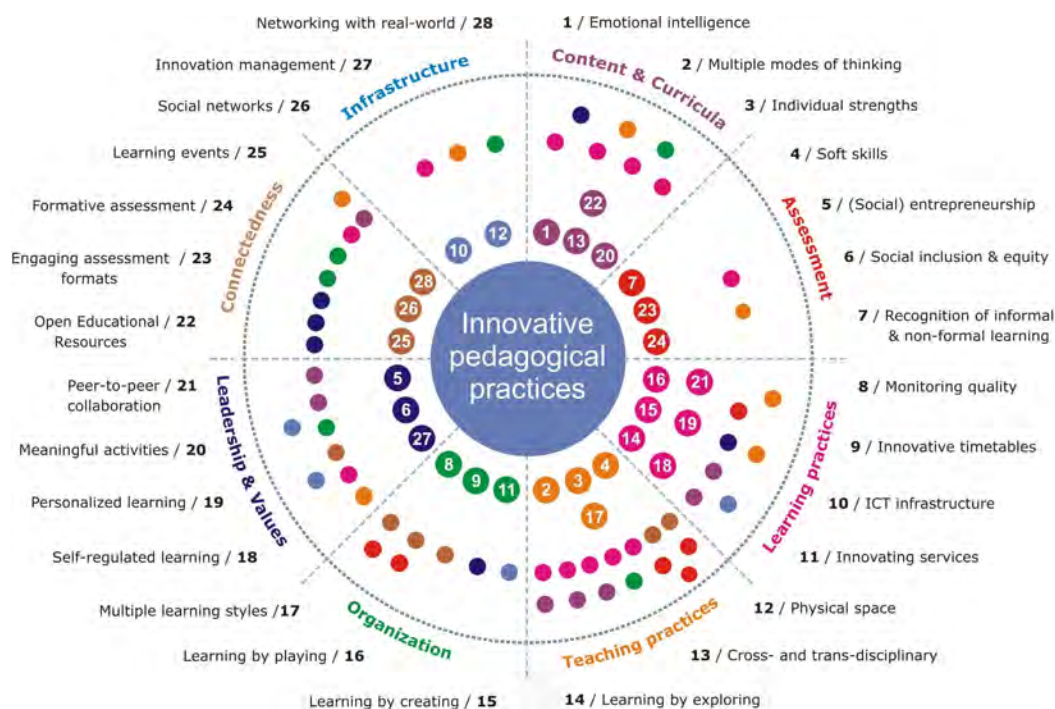 Networking with real-world / 28
Innovation management / 27
Social networks / 26
Learning events / 25
Formative assessment / 24
Engaging assessment / 23
formats
Open Educational / 22
Resources
Peer-to-peer / 21
collaboration
Meaningful activities / 20
Personalized learning / 19
Self-regulated learning / 18
Multiple learning styles /17
Learning by playing / 16
Learning by creating / 15
1 / Emotional intelligence
2 / Multiple modes of thinking
3 / Individual strengths
4 / Soft skills
5 / (Social) entrepreneurship
6 / Social inclusion & equity
7 / Recognition of informal
& non-formal learning
8 / Monitoring quality
9 / Innovative timetables
10 / ICT infrastructure
11 / Innovating services
12 / Physical space
13 / Cross- and trans-disciplinary
14 / Learning by exploring
Infrastructure
Content & Curricula
Assessment
Learning practices
Teaching practices
Organization
Leadership & Values
Connectedness
Innovative
pedagogical
practices
10
12
1
13
22
20
7
23
24
16
21
15
19
14
18
4
3
17
2
11
9
8
27
6
5
25
26
28